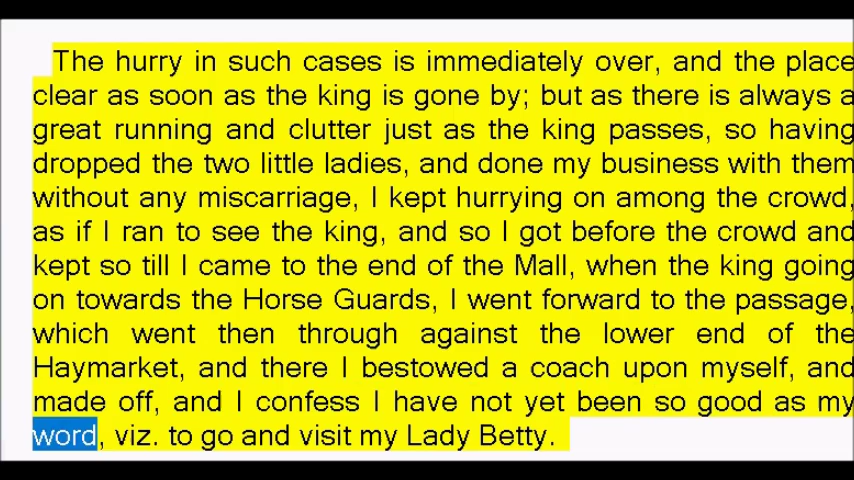 The hurry in such cases is immediately over, and the place
clear as soon as the king is gone by; but as there is always a
great running and clutter just as the king passes, so having
dropped the two little ladies, and done my business with them
without any miscarriage, I kept hurrying on among the crowd,
as if I ran to see the king, and so I got before the crowd and
kept so till I came to the end of the Mall, when the king going
on towards the Horse Guards, I went forward to the passage,
which went then through against the lower end of the
Haymarket, and there I bestowed a coach upon myself, and
made off, and I confess I have not yet been so good as my
word, viz. to go and visit my Lady Betty.